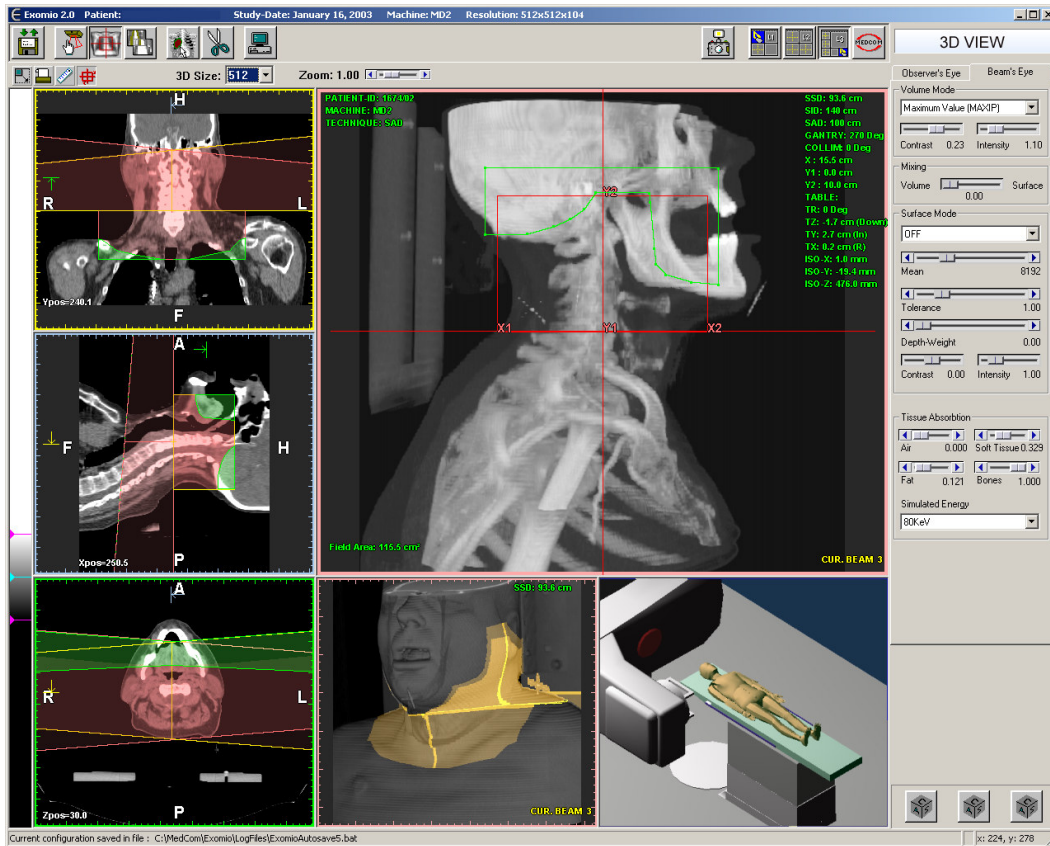 Exomio 2.0 Patient: Study-Date: January 16, 2003 Machine: MD2 Resolution: 512x512x104
L1
L2
L3
MEDCOM
3D Size: 512 Zoom: 1.00
H
R
L
Ypos=240.1
F
A
F
H
Xpos=250.5
P
A
R
L
Zpos=30.0
P
PATIENT-ID: 1674/02
MACHINE: MD2
TECHNIQUE: SAD
SSD: 93.6 cm
SID: 140 cm
SAD: 100 cm
GANTRY: 270 Deg
COLLIM: 0 Deg
X : 15.5 cm
Y1 : 0.0 cm
Y2 : 10.0 cm
TABLE:
TR: 0 Deg
TZ: -1.7 cm (Down)
TY: 2.7 cm (In)
TX: 0.2 cm (R)
ISO-X: 1.0 mm
ISO-Y: -19.4 mm
ISO-Z: 476.0 mm
Y2
X1
Y1
X2
Field Area: 115.5 cm²
CUR. BEAM 3
SSD: 93.6 cm
CUR. BEAM 3
3D VIEW
Observer's Eye Beam's Eye
Volume Mode
Maximum Value (MAXIP)
Contrast 0.23 Intensity 1.10
Mixing
Volume Surface
0.00
Surface Mode
OFF
Mean 8192
Tolerance 1.00
Depth-Weight 0.00
Contrast 0.00 Intensity 1.00
Tissue Absorbtion
Air 0.000 Soft Tissue 0.329
Fat 0.121 Bones 1.000
Simulated Energy
80KeV
Current configuration saved in file : C:\MedCom\Exomio\LogFiles\ExomioAutosave5.bat
x: 224, y: 278